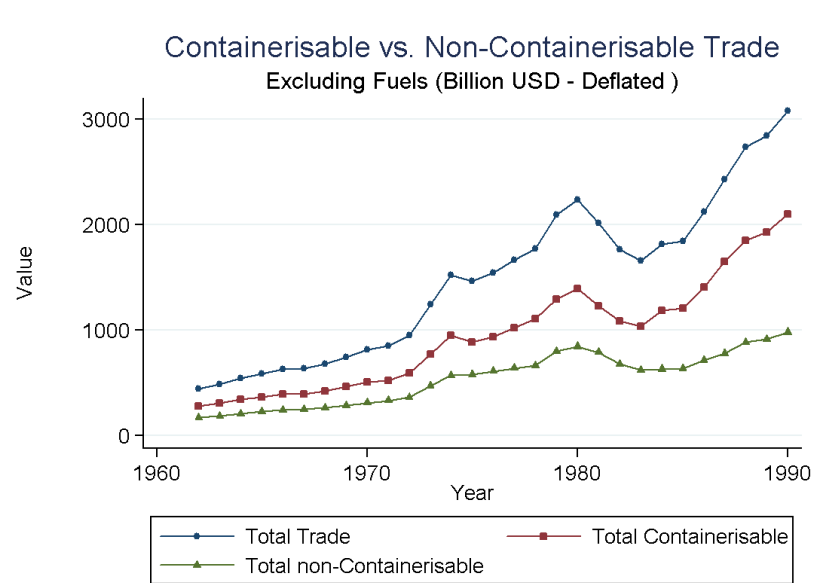 Containerisable vs. Non-Containerisable Trade
Excluding Fuels (Billion USD - Deflated )
3000
2000
1000
0
Value
1960 1970 1980 1990
Year
Total Trade Total Containerisable
Total non-Containerisable